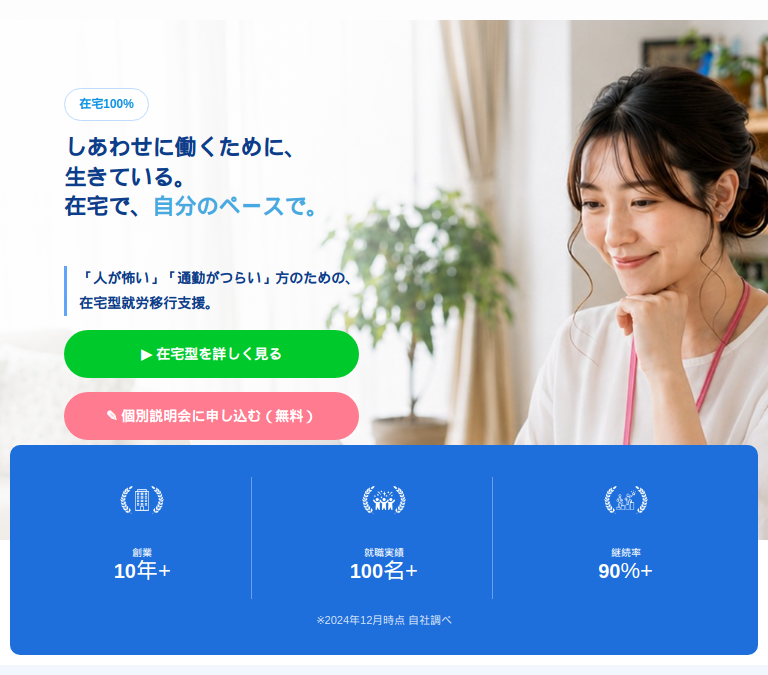 在宅100%
しあわせに働くために、
生きている。
在宅で、自分のペースで。
「人が怖い」「通勤がつらい」方のための、
在宅型就労移行支援。
▶ 在宅型を詳しく見る
✎ 個別説明会に申し込む（無料）
創業
10年+
就職実績
100名+
継続率
90%+
※2024年12月時点 自社調べ